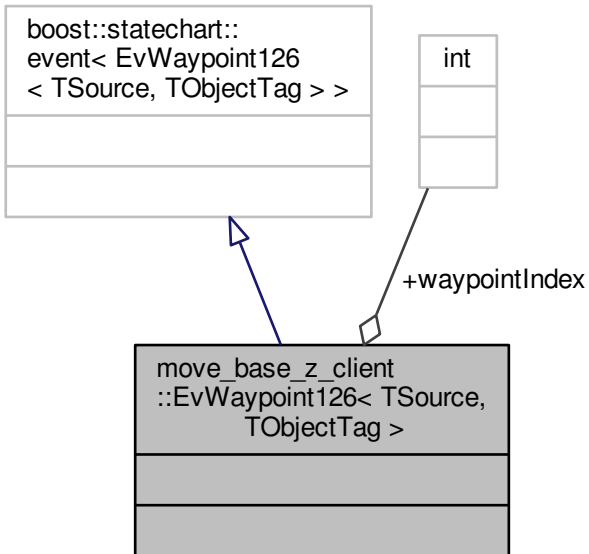 boost::statechart::
event< EvWaypoint126
< TSource, TObjectTag > >
int
+waypointIndex
move_base_z_client
::EvWaypoint126< TSource,
TObjectTag >